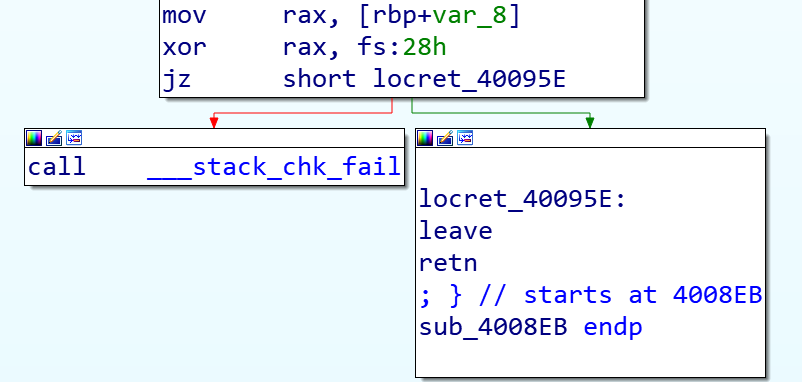 mov     rax, [rbp+var_8]
xor     rax, fs:28h
jz      short locret_40095E
call    ___stack_chk_fail
locret_40095E:
leave
retn
; } // starts at 4008EB
sub_4008EB endp